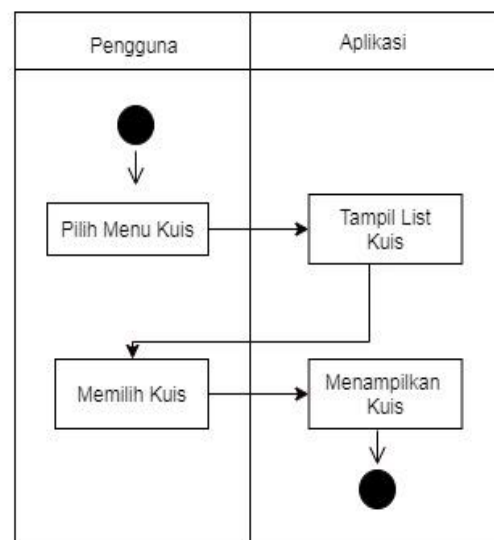 Pengguna
Aplikasi
Pilih Menu Kuis
Tampil List
Kuis
Memilih Kuis
Menampilkan
Kuis